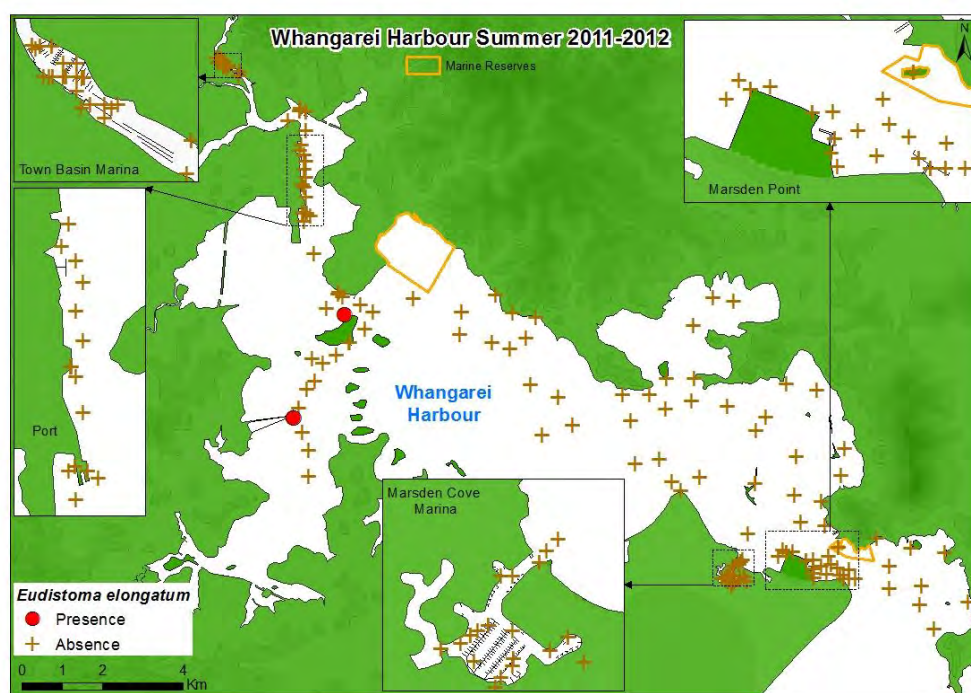 Whangarei Harbour Summer 2011-2012
Marine Reserves
N
Town Basin Marina
Marsden Point
Port
Whangarei
Harbour
Marsden Cove
Marina
Eudistoma elongatum
Presence
Absence
0 1 2 4
Km